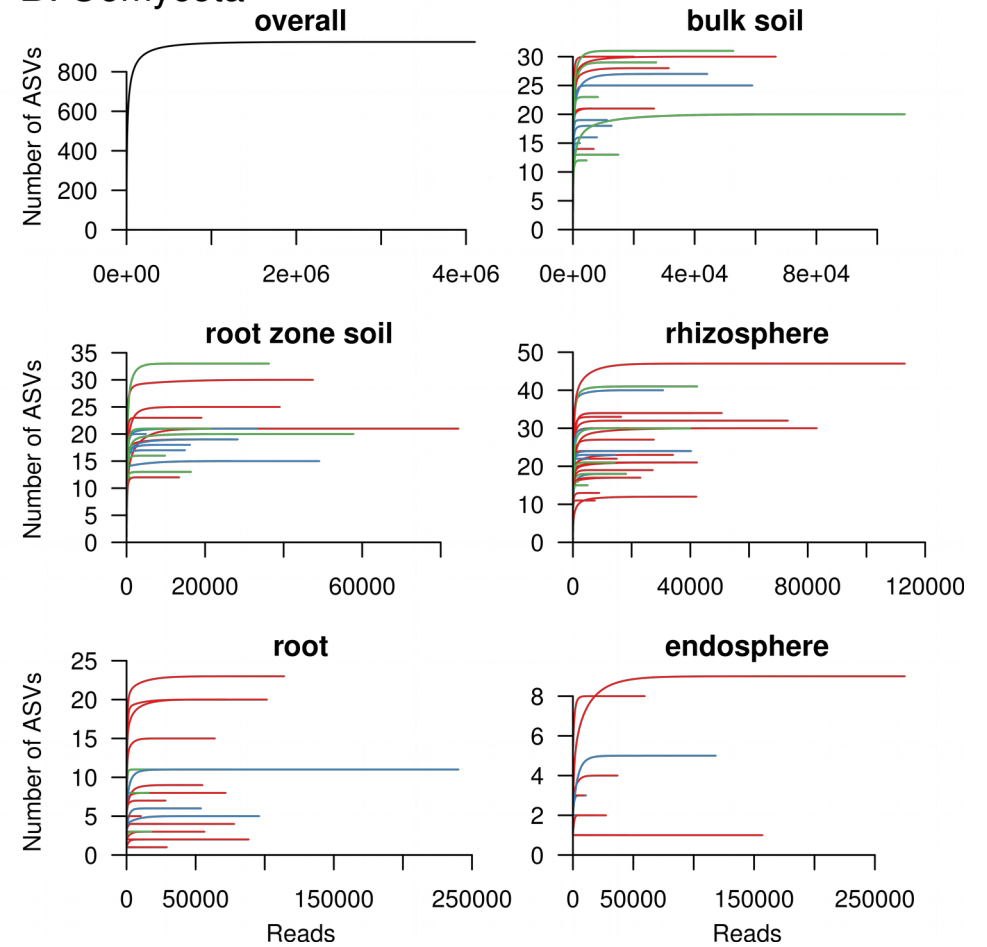 overall
bulk soil
Number of ASVs
800
600
400
200
0
0e+00 2e+06 4e+06
30
25
20
15
10
5
0
0e+00 4e+04 8e+04
root zone soil
rhizosphere
Number of ASVs
35
30
25
20
15
10
5
0
0 20000 60000
50
40
30
20
10
0
0 40000 80000 120000
root
endosphere
Number of ASVs
25
20
15
10
5
0
0 50000 150000 250000
Reads
8
6
4
2
0
0 50000 150000 250000
Reads